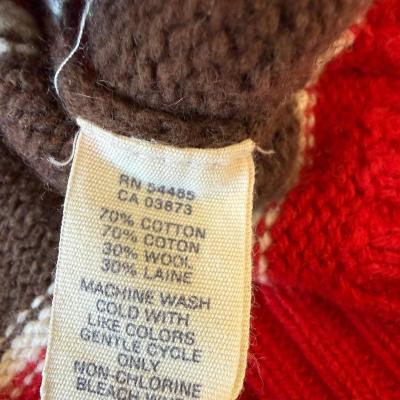 RN 54485
CA 03873
70% COTTON
70% COTON
30% WOOL
30% LAINE
MACHINE WASH
COLD WITH
LIKE COLORS
GENTLE CYCLE
ONLY
NON-CHLORINE
BLEACH